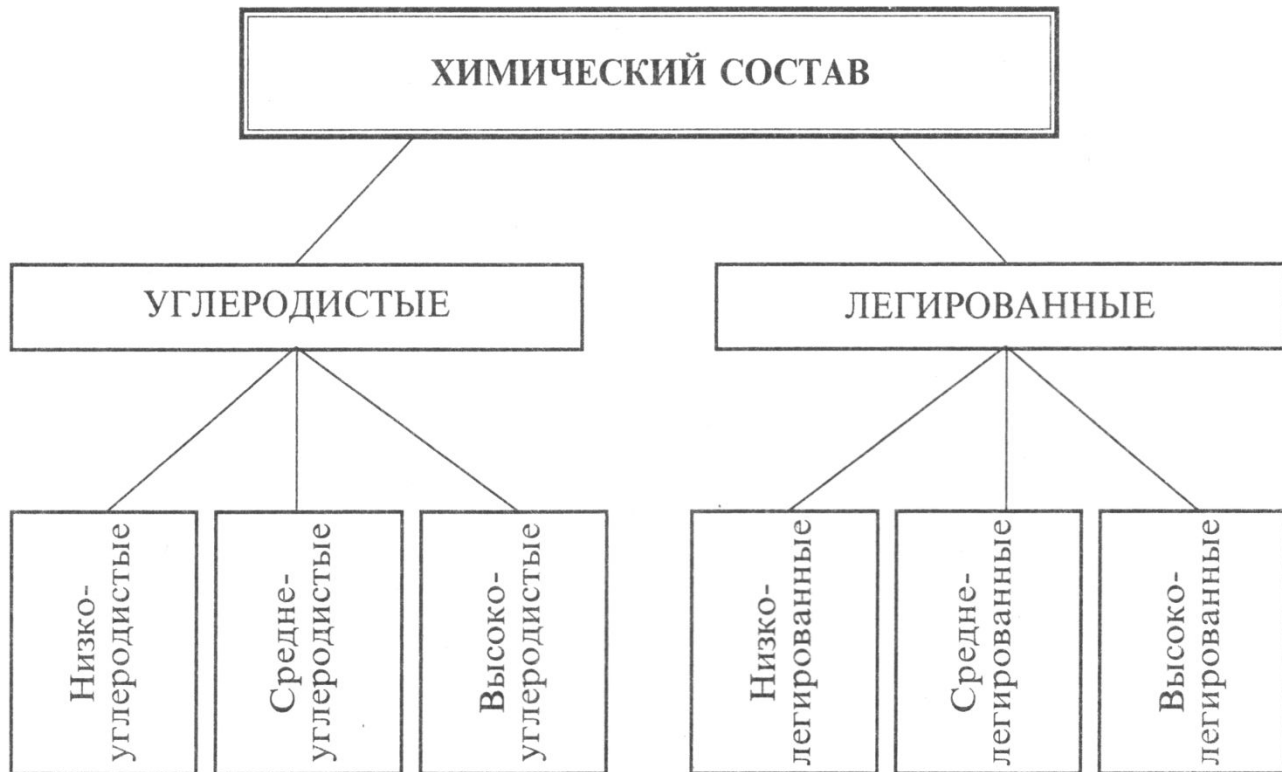 ХИМИЧЕСКИЙ СОСТАВ
УГЛЕРОДИСТЫЕ
ЛЕГИРОВАННЫЕ
Низко-
углеродистые
Средне-
углеродистые
Высоко-
углеродистые
Низко-
легированные
Средне-
легированные
Высоко-
легированные